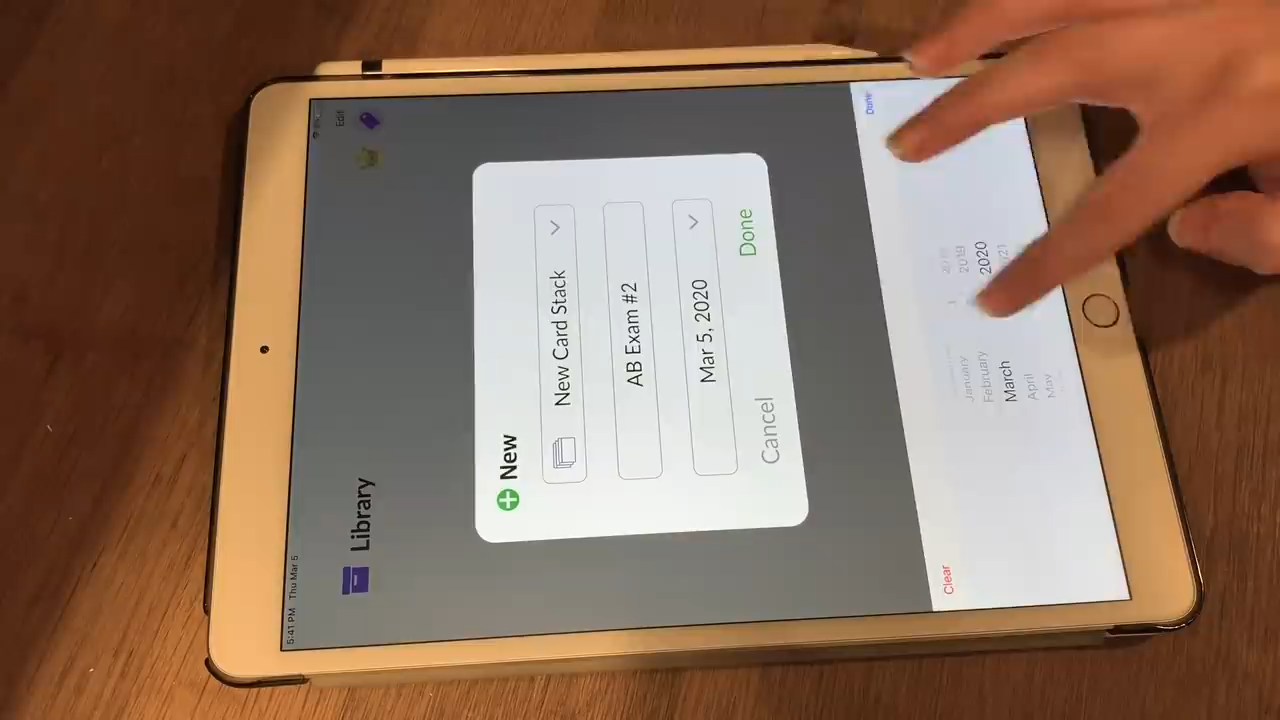 5:41 PM Thu Mar 5
Edit
Library
New
New Card Stack
AB Exam #2
Mar 5, 2020
Cancel Done
Clear Done
January
February 2019
March 2020
April
May